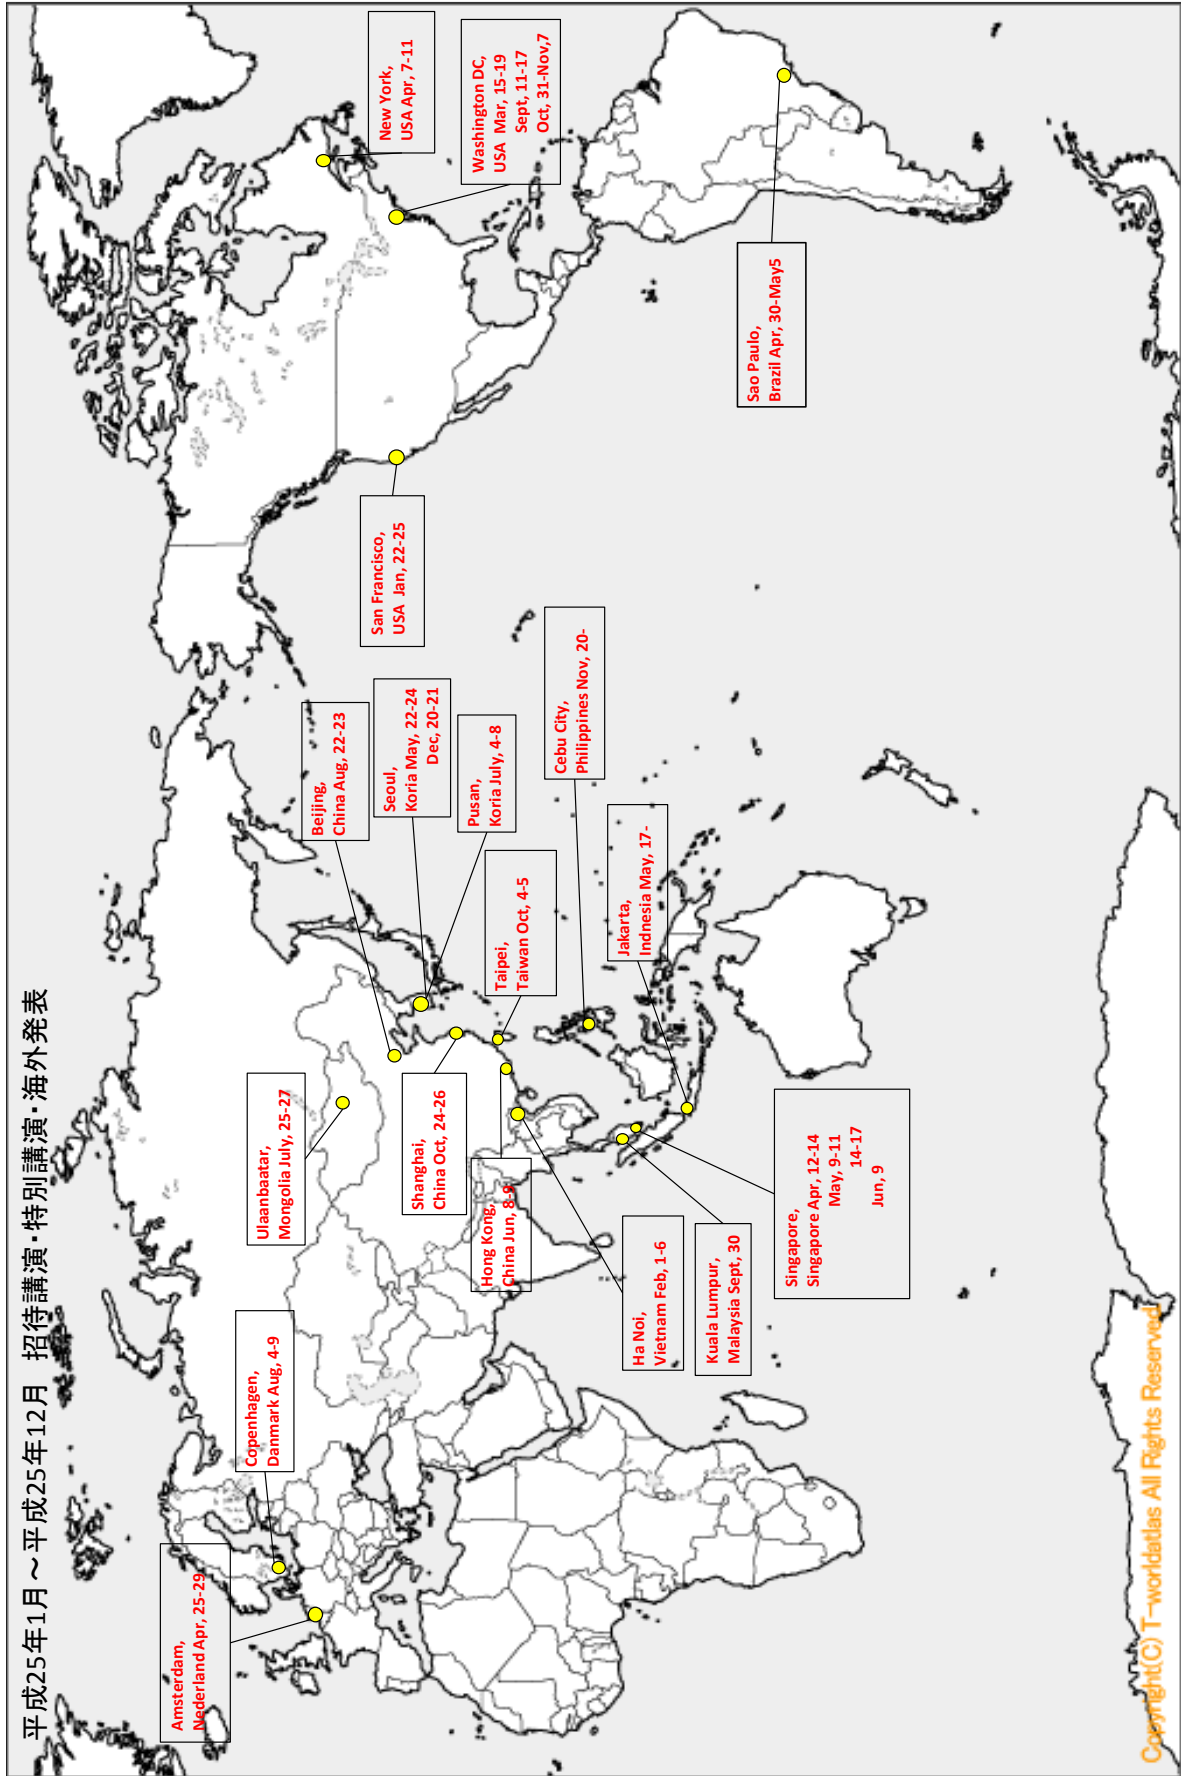 平成25年1月～平成25年12月　招待講演・特別講演・海外発表
Amsterdam,
Nederland Apr, 25-29
Copenhagen,
Danmark Aug, 4-9
Ulaanbaatar,
Mongolia July, 25-27
Beijing,
China Aug, 22-23
Seoul,
Koria May, 22-24
Dec, 20-21
Pusan,
Koria July, 4-8
Shanghai,
China Oct, 24-26
Taipei,
Taiwan Oct, 4-5
Hong Kong,
China Jun, 8-9
Ha Noi,
Vietnam Feb, 1-6
Kuala Lumpur,
Malaysia Sept, 30
Singapore,
Singapore Apr, 12-14
May, 9-11
14-17
Jun, 9
Jakarta,
Indnesia May, 17-
Cebu City,
Philippines Nov, 20-
San Francisco,
USA Jan, 22-25
New York,
USA Apr, 7-11
Washington DC,
USA Mar, 15-19
Sept, 11-17
Oct, 31-Nov,7
Sao Paulo,
Brazil Apr, 30-May5
Copyright(C) T-worldatlas All Rights Reserved